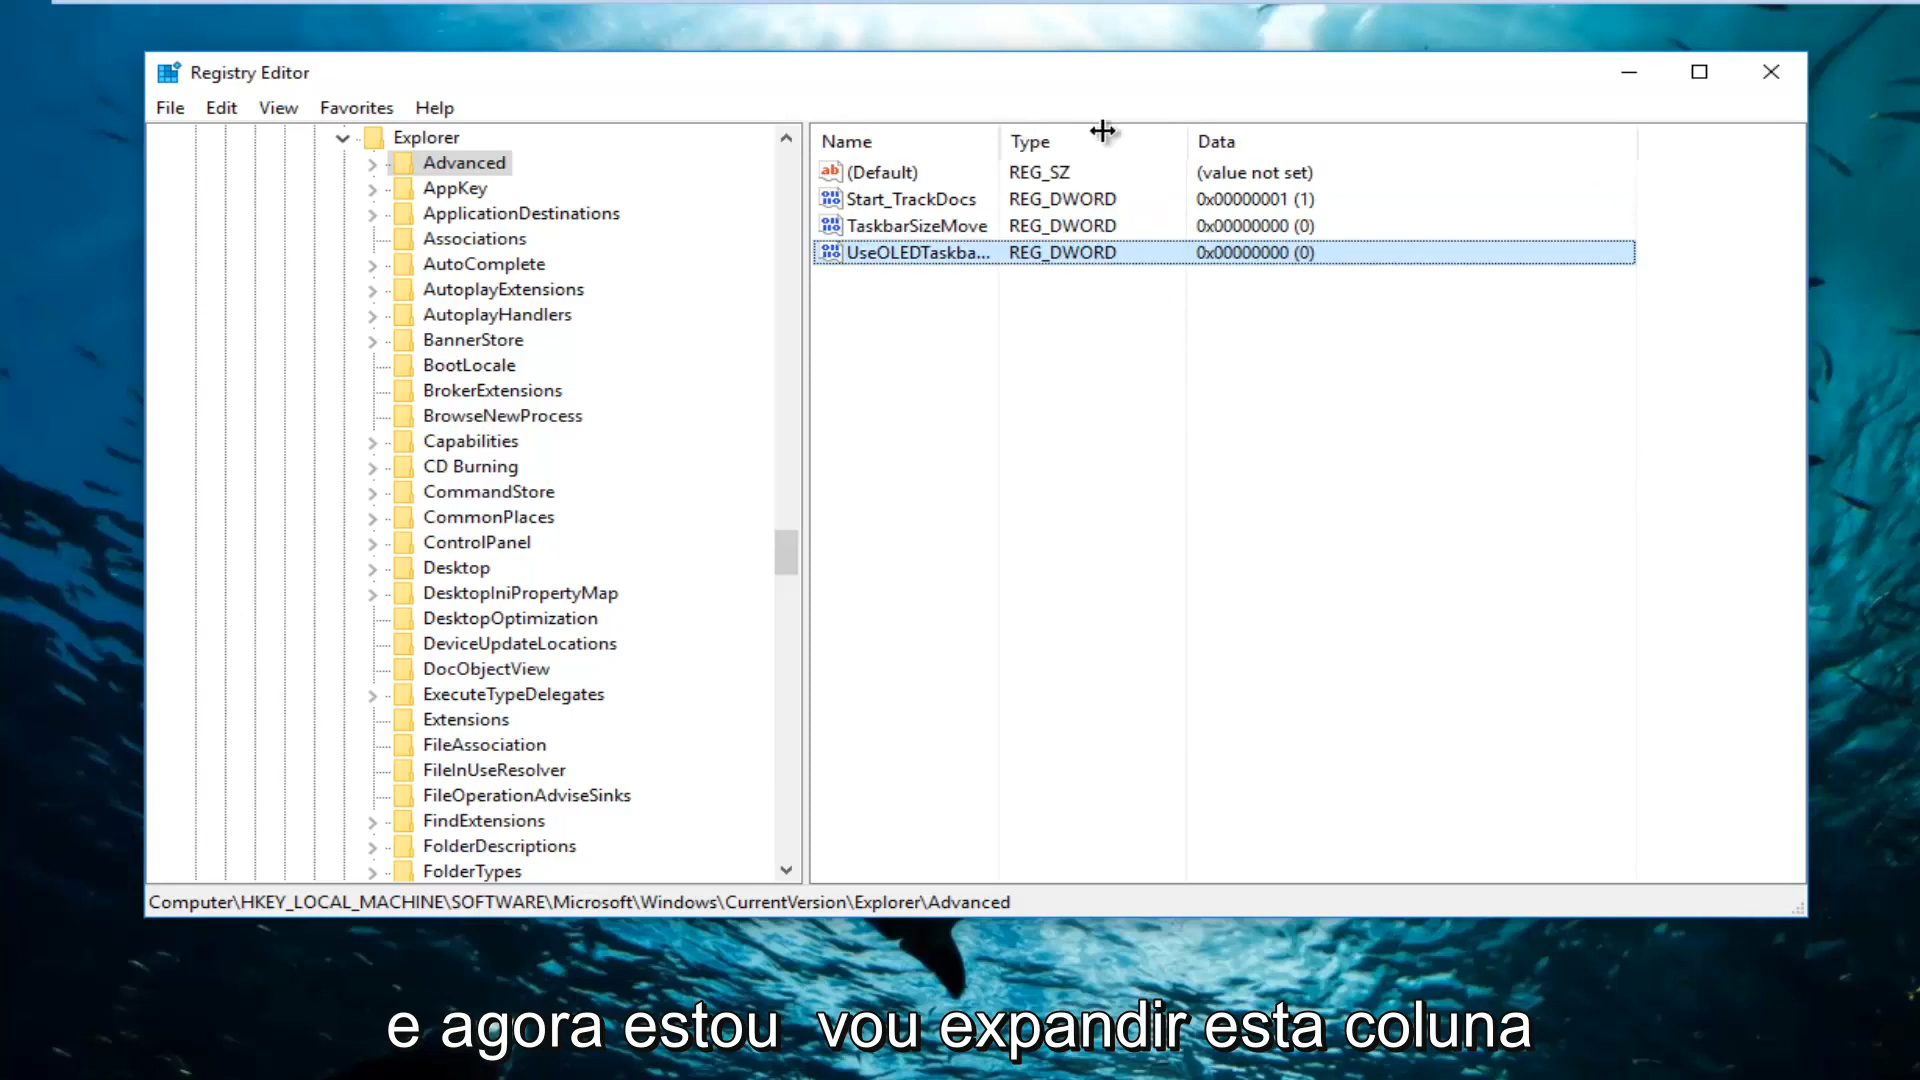 Registry Editor
File Edit View Favorites Help
Explorer
Advanced
AppKey
ApplicationDestinations
Associations
AutoComplete
AutoplayExtensions
AutoplayHandlers
BannerStore
BootLocale
BrokerExtensions
BrowseNewProcess
Capabilities
CD Burning
CommandStore
CommonPlaces
ControlPanel
Desktop
DesktopIniPropertyMap
DesktopOptimization
DeviceUpdateLocations
DocObjectView
ExecuteTypeDelegates
Extensions
FileAssociation
FileInUseResolver
FileOperationAdviseSinks
FindExtensions
FolderDescriptions
FolderTypes
Name Type Data
(Default) REG_SZ (value not set)
Start_TrackDocs REG_DWORD 0x00000001 (1)
TaskbarSizeMove REG_DWORD 0x00000000 (0)
UseOLEDTaskba... REG_DWORD 0x00000000 (0)
Computer\HKEY_LOCAL_MACHINE\SOFTWARE\Microsoft\Windows\CurrentVersion\Explorer\Advanced
e agora estou vou expandir esta coluna